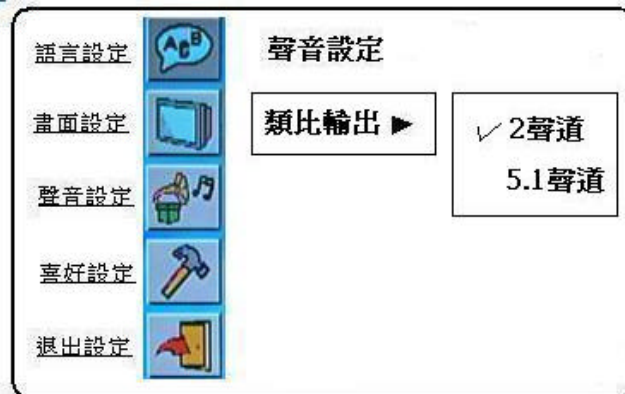 語言設定
畫面設定
聲音設定
喜好設定
退出設定
AcB
聲音設定
類比輸出 ▶
✓ 2聲道
5.1聲道